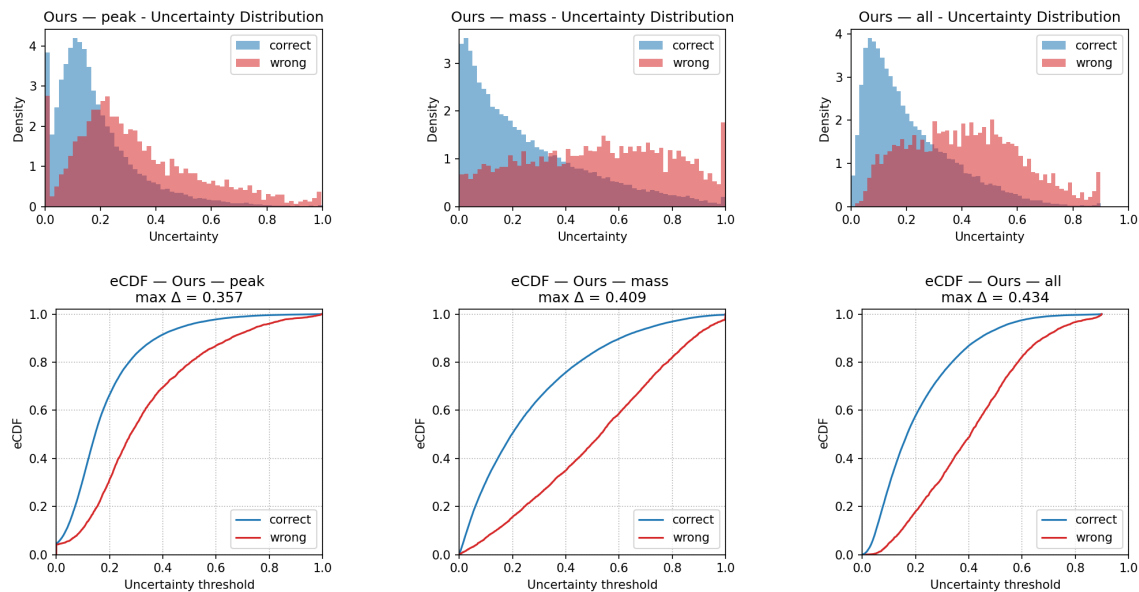 Ours — peak - Uncertainty Distribution
4
3
2
1
0
Density
correct
wrong
0.0 0.2 0.4 0.6 0.8 1.0
Uncertainty
Ours — mass - Uncertainty Distribution
3
2
1
0
Density
correct
wrong
0.0 0.2 0.4 0.6 0.8 1.0
Uncertainty
Ours — all - Uncertainty Distribution
4
3
2
1
0
Density
correct
wrong
0.0 0.2 0.4 0.6 0.8 1.0
Uncertainty
eCDF — Ours — peak
max Δ = 0.357
1.0
0.8
0.6
0.4
0.2
0.0
eCDF
correct
wrong
0.0 0.2 0.4 0.6 0.8 1.0
Uncertainty threshold
eCDF — Ours — mass
max Δ = 0.409
1.0
0.8
0.6
0.4
0.2
0.0
eCDF
correct
wrong
0.0 0.2 0.4 0.6 0.8 1.0
Uncertainty threshold
eCDF — Ours — all
max Δ = 0.434
1.0
0.8
0.6
0.4
0.2
0.0
eCDF
correct
wrong
0.0 0.2 0.4 0.6 0.8 1.0
Uncertainty threshold